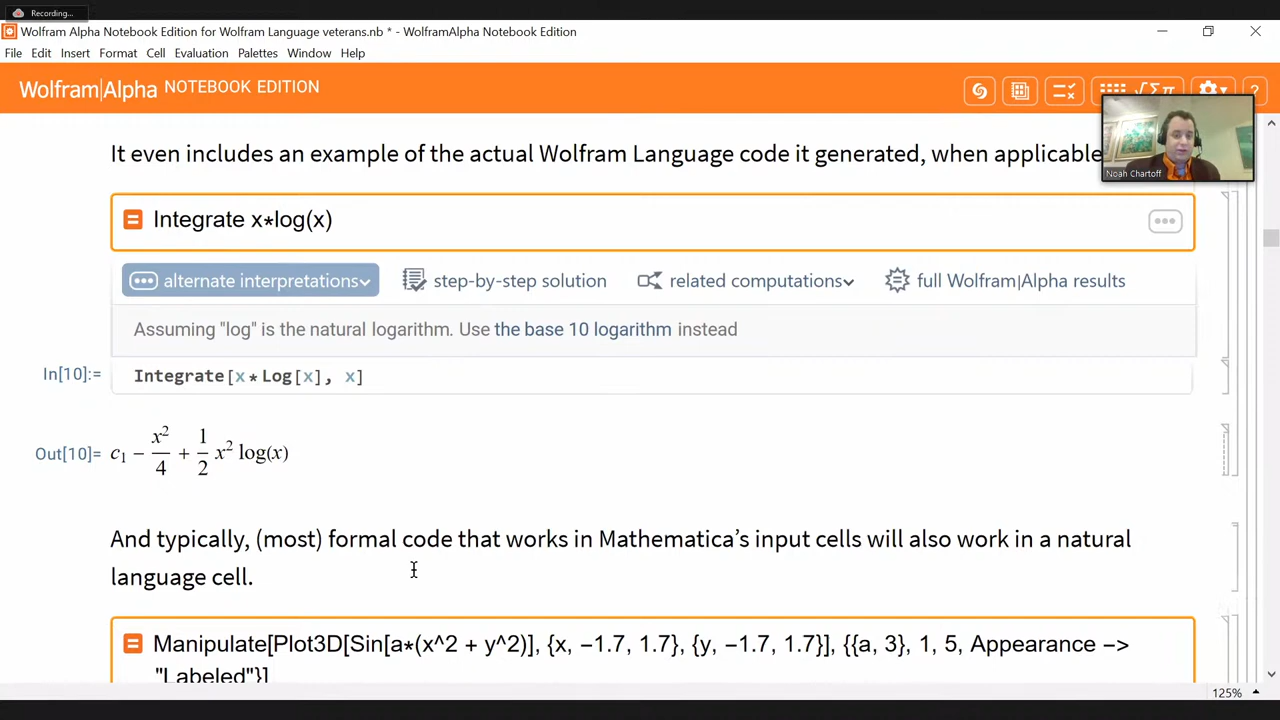 Recording...
Wolfram Alpha Notebook Edition for Wolfram Language veterans.nb * - WolframAlpha Notebook Edition
File Edit Insert Format Cell Evaluation Palettes Window Help
Wolfram|Alpha NOTEBOOK EDITION
√Σπ
?
Noah Chartoff
It even includes an example of the actual Wolfram Language code it generated, when applicable
Integrate x*log(x)
alternate interpretations step-by-step solution related computations full Wolfram|Alpha results
Assuming "log" is the natural logarithm. Use the base 10 logarithm instead
In[10]:= Integrate[x*Log[x], x]
Out[10]= c₁ − x²/4 + 1/2 x² log(x)
And typically, (most) formal code that works in Mathematica’s input cells will also work in a natural
language cell.
Manipulate[Plot3D[Sin[a*(x^2 + y^2)], {x, −1.7, 1.7}, {y, −1.7, 1.7}], {{a, 3}, 1, 5, Appearance −>
"Labeled"}]
125%